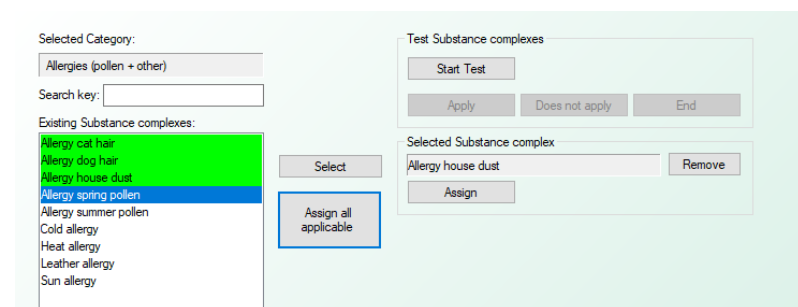 Selected Category:
Allergies (pollen + other)
Search key:
Existing Substance complexes:
Allergy cat hair
Allergy dog hair
Allergy house dust
Allergy spring pollen
Allergy summer pollen
Cold allergy
Heat allergy
Leather allergy
Sun allergy
Select
Assign all
applicable
Test Substance complexes
Start Test
Apply Does not apply End
Selected Substance complex
Allergy house dust Remove
Assign